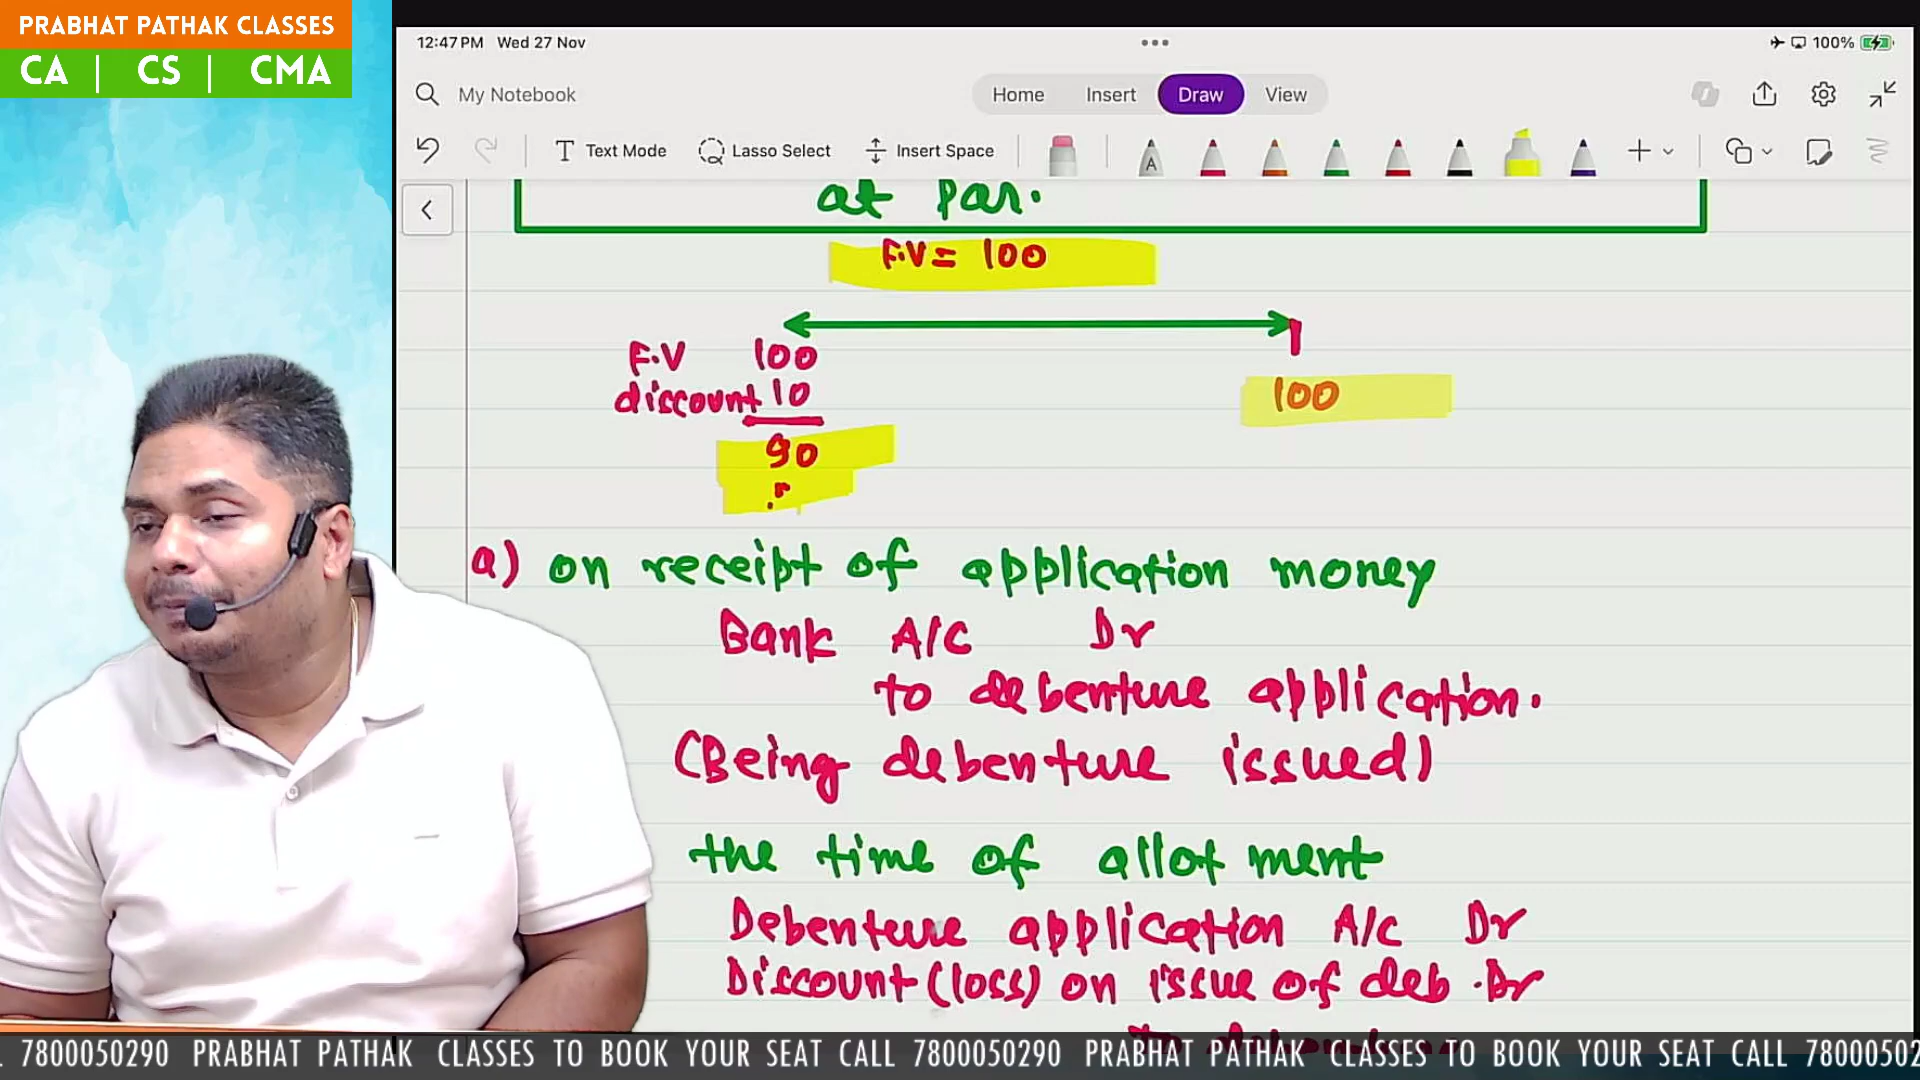 PRABHAT PATHAK CLASSES
CA | CS | CMA
12:47 PM Wed 27 Nov
100%
My Notebook
Home Insert Draw View
Text Mode Lasso Select Insert Space
A
at Par.
F.V = 100
F.V 100
discount 10
90
100
a) on receipt of application money
Bank A/C Dr
to debenture application.
(Being debenture issued)
the time of allotment
Debenture application A/C Dr
Discount (loss) on issue of deb. Dr
to
7800050290 PRABHAT PATHAK CLASSES TO BOOK YOUR SEAT CALL 7800050290 PRABHAT PATHAK CLASSES TO BOOK YOUR SEAT CALL 78000502